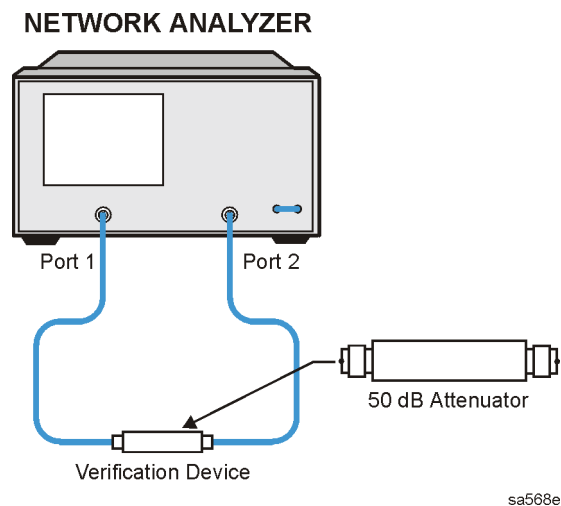 NETWORK ANALYZER
Port 1
Port 2
50 dB Attenuator
Verification Device
sa568e